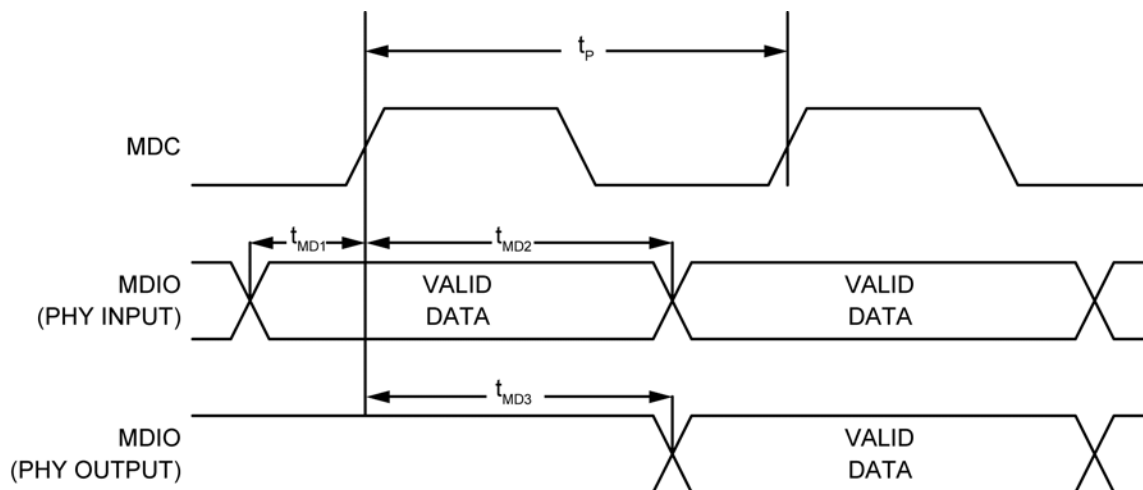 tP
MDC
tMD1
tMD2
MDIO
(PHY INPUT)
VALID
DATA
VALID
DATA
tMD3
MDIO
(PHY OUTPUT)
VALID
DATA